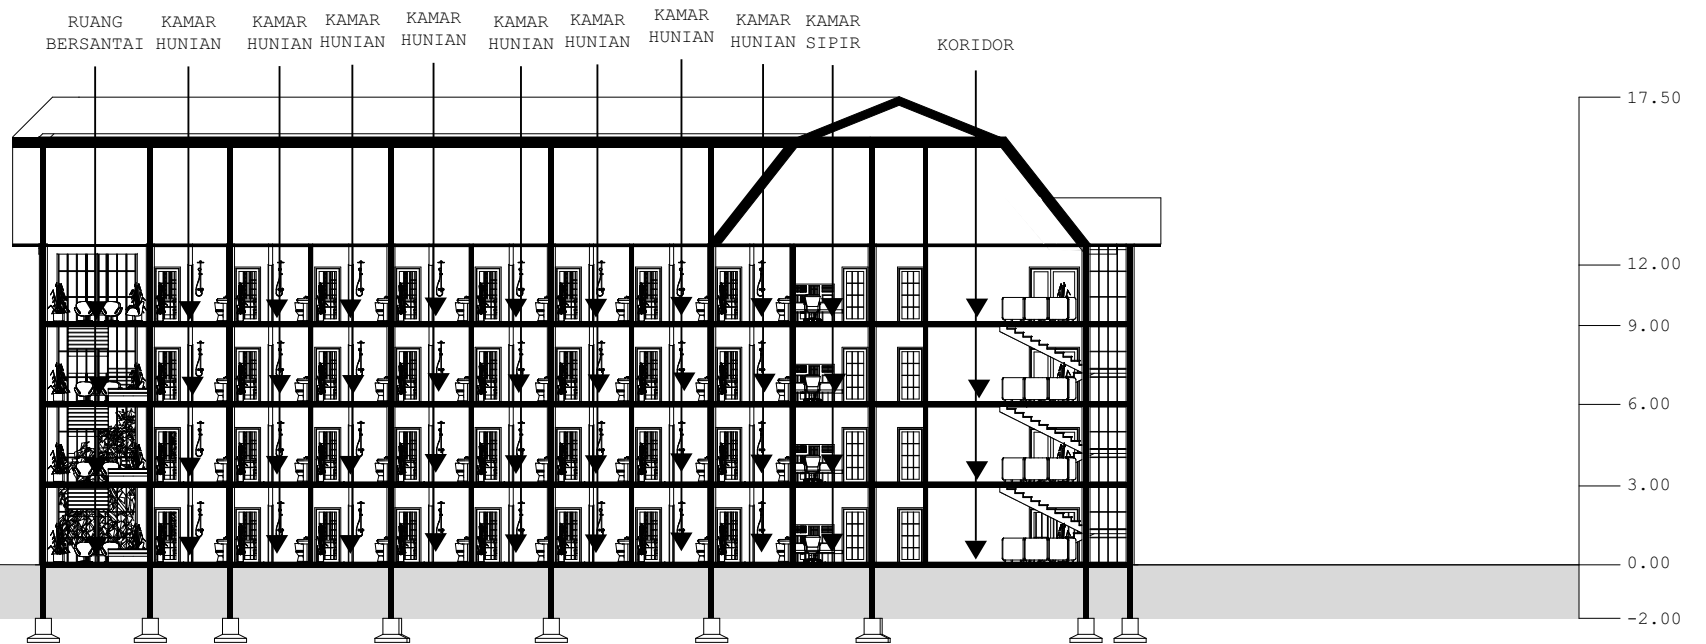 RUANG
BERSANTAI
KAMAR
HUNIAN
KAMAR
HUNIAN
KAMAR
HUNIAN
KAMAR
HUNIAN
KAMAR
HUNIAN
KAMAR
HUNIAN
KAMAR
HUNIAN
KAMAR
HUNIAN
KAMAR
SIPIR
KORIDOR
17.50
12.00
9.00
6.00
3.00
0.00
-2.00